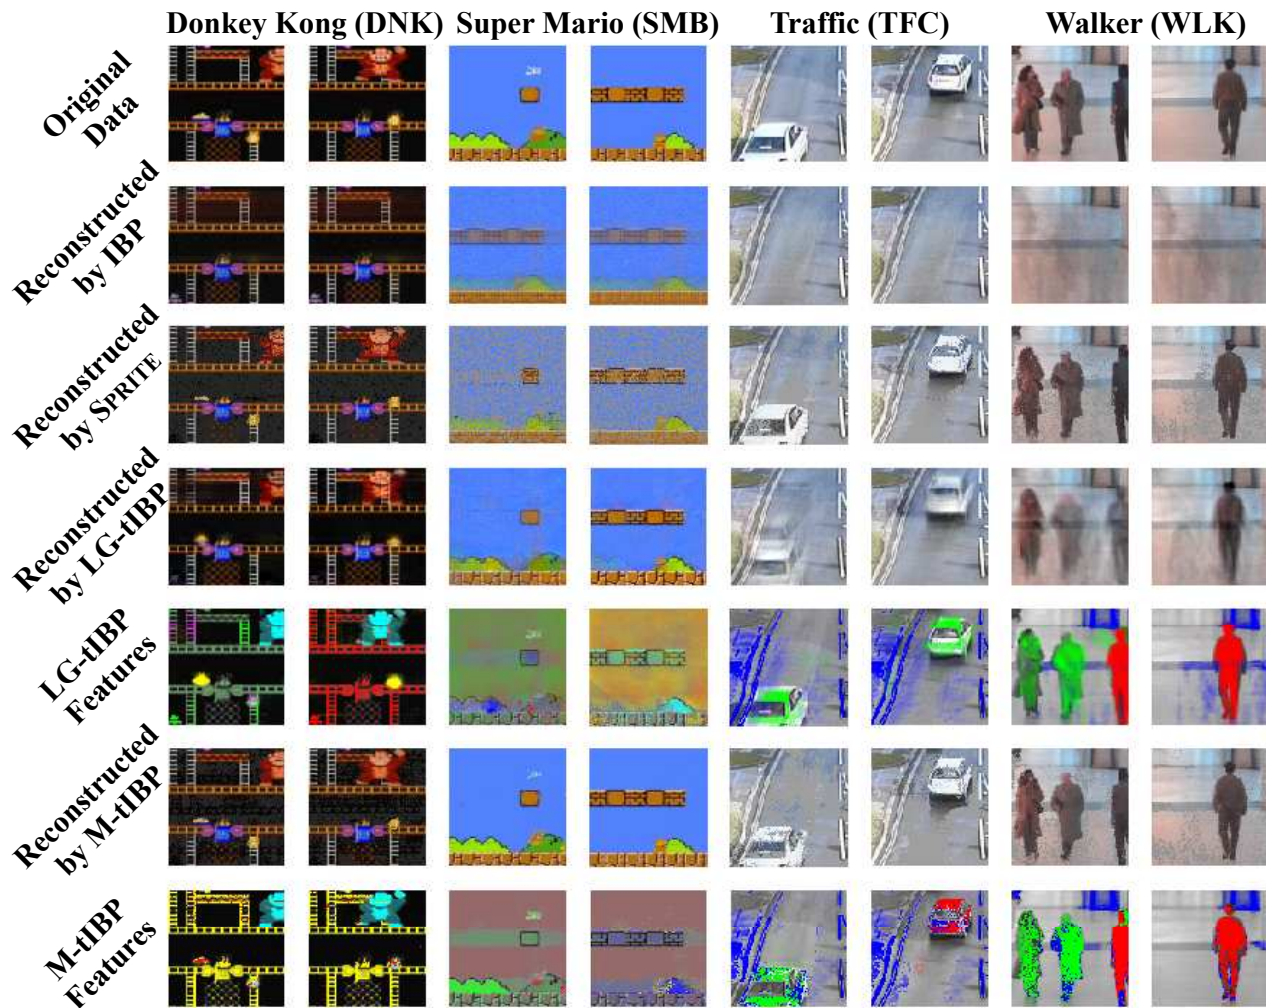 Donkey Kong (DNK) Super Mario (SMB) Traffic (TFC) Walker (WLK)
Original
Data
Reconstructed
by IBP
Reconstructed
by SPRITE
Reconstructed
by LG-tIBP
LG-tIBP
Features
Reconstructed
by M-tIBP
M-tIBP
Features